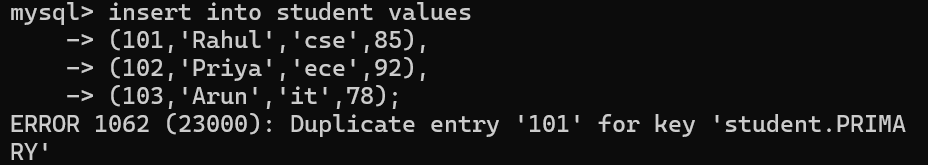 mysql> insert into student values
    -> (101,'Rahul','cse',85),
    -> (102,'Priya','ece',92),
    -> (103,'Arun','it',78);
ERROR 1062 (23000): Duplicate entry '101' for key 'student.PRIMA
RY'